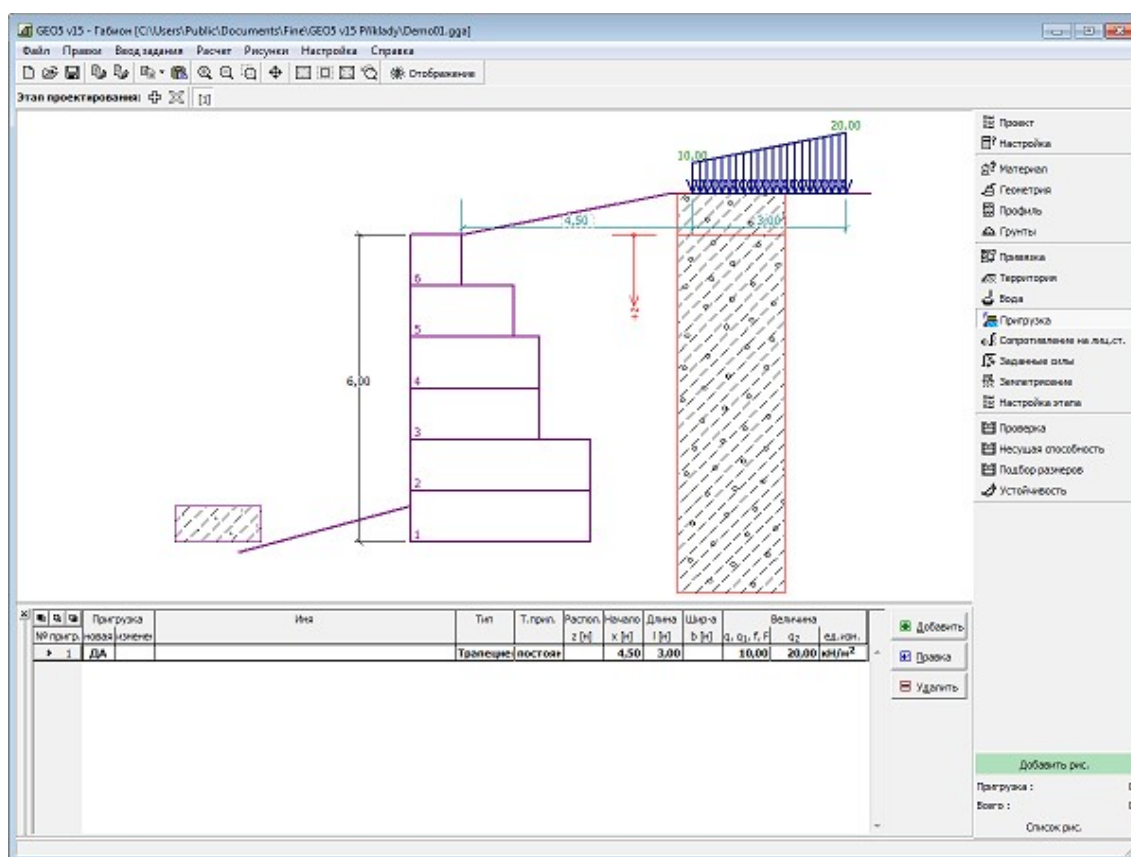 GEO5 v15 - Габион [C:\Users\Public\Documents\Fine\GEO5 v15 Příklady\Demo01.gga]
Файл Правки Ввод задания Расчет Рисунки Настройка Справка
Отображение
Этап проектирования: [1]
20,00
10,00
4,50 3,00
+z
6,00
6
5
4
3
2
1
Проект
Настройка
Материал
Геометрия
Профиль
Грунты
Привязка
Территория
Вода
Пригрузка
Сопротивление на лиц.ст.
Заданные силы
Землетрясение
Настройка этапа
Проверка
Несущая способность
Подбор размеров
Устойчивость
Пригрузка Имя Тип Т.прил. Распол. Начало Длина Шир-а Величина
№ пригр. новая изменен z [м] x [м] l [м] b [м] q, q1, f, F q2 ед.изм.
1 ДА Трапецие постоян 4,50 3,00 10,00 20,00 кН/м²
Добавить
Правка
Удалить
Добавить рис.
Пригрузка :
Всего :
Список рис.